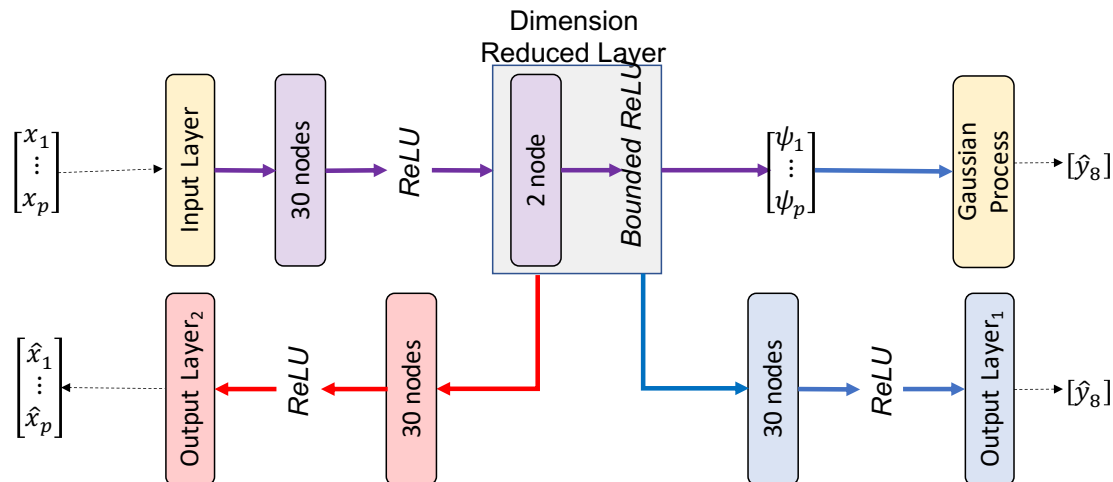 Dimension
Reduced Layer
[x₁
⋮
xₚ]
Input Layer
30 nodes
ReLU
2 node
Bounded ReLU
[ψ₁
⋮
ψₚ]
Gaussian
Process
[ŷ₈]
[x̂₁
⋮
x̂ₚ]
Output Layer₂
ReLU
30 nodes
30 nodes
ReLU
Output Layer₁
[ŷ₈]